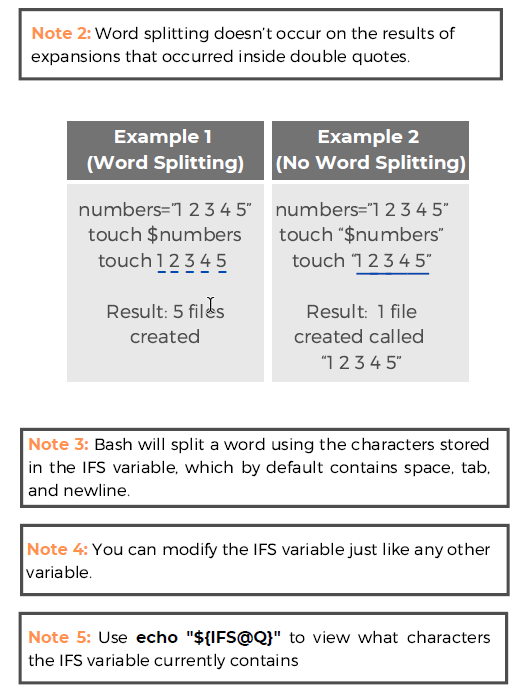 Note 2: Word splitting doesn’t occur on the results of
expansions that occurred inside double quotes.
Example 1
(Word Splitting)
numbers=”1 2 3 4 5”
touch $numbers
touch 1 2 3 4 5
Result: 5 files
created
Example 2
(No Word Splitting)
numbers=”1 2 3 4 5”
touch “$numbers”
touch “1 2 3 4 5”
Result: 1 file
created called
“1 2 3 4 5”
Note 3: Bash will split a word using the characters stored
in the IFS variable, which by default contains space, tab,
and newline.
Note 4: You can modify the IFS variable just like any other
variable.
Note 5: Use echo "${IFS@Q}" to view what characters
the IFS variable currently contains